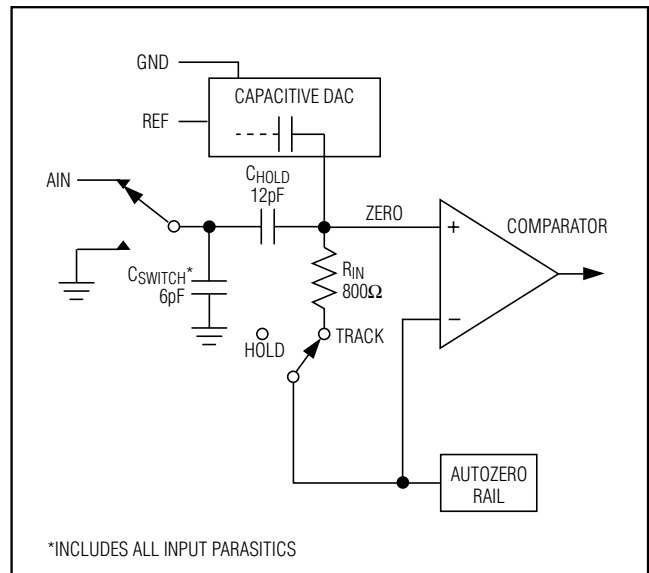 GND
CAPACITIVE DAC
REF
AIN
CHOLD
12pF
ZERO
COMPARATOR
+
−
RIN
800Ω
CSWITCH*
6pF
HOLD
TRACK
AUTOZERO
RAIL
*INCLUDES ALL INPUT PARASITICS